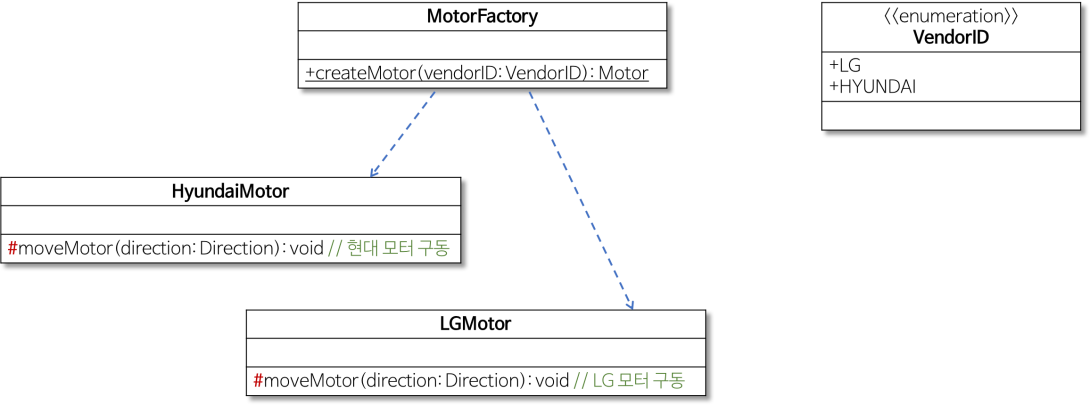 MotorFactory
+createMotor(vendorID: VendorID): Motor
〈〈enumeration〉〉
VendorID
+LG
+HYUNDAI
HyundaiMotor
#moveMotor(direction: Direction): void // 현대 모터 구동
LGMotor
#moveMotor(direction: Direction): void // LG 모터 구동